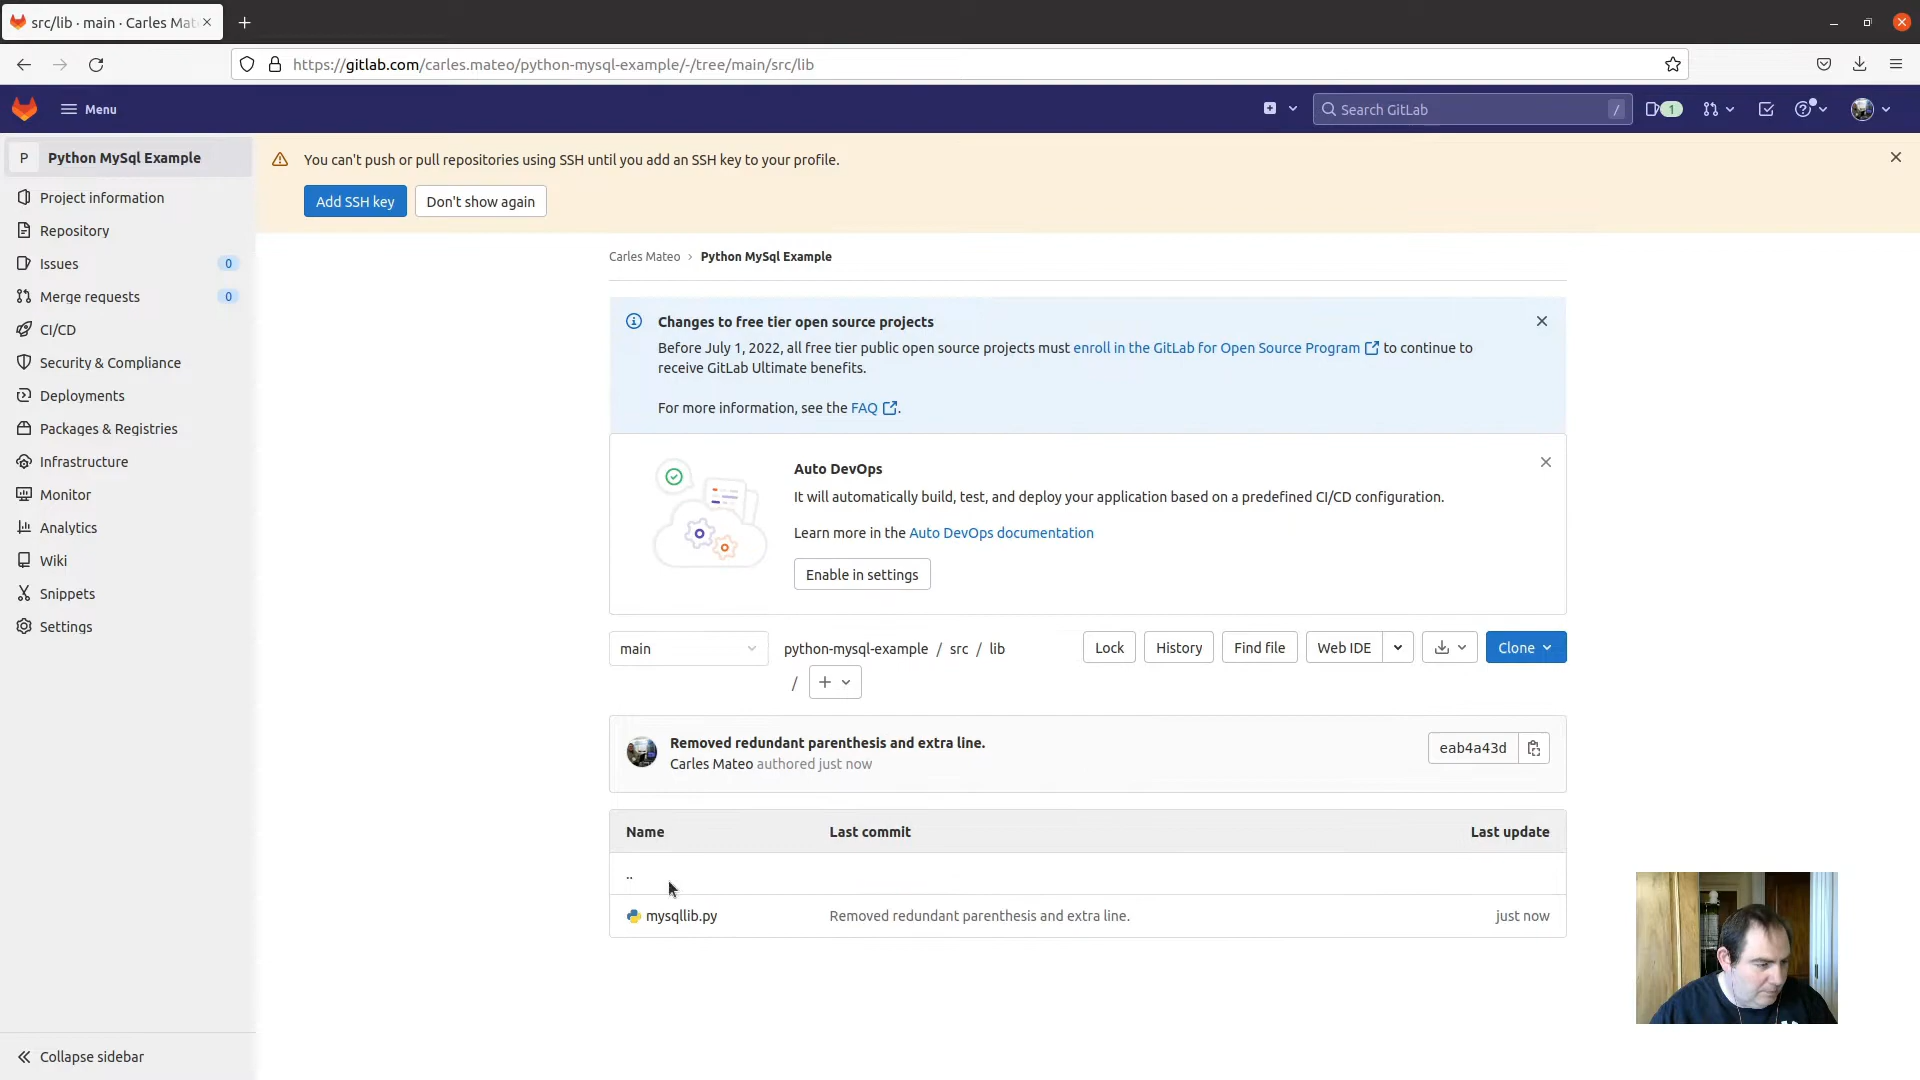 src/lib · main · Carles Mat
https://gitlab.com/carles.mateo/python-mysql-example/-/tree/main/src/lib
Menu
Search GitLab
/
1
P
Python MySql Example
Project information
Repository
Issues
0
Merge requests
0
CI/CD
Security & Compliance
Deployments
Packages & Registries
Infrastructure
Monitor
Analytics
Wiki
Snippets
Settings
Collapse sidebar
You can't push or pull repositories using SSH until you add an SSH key to your profile.
Add SSH key
Don't show again
Carles Mateo › Python MySql Example
Changes to free tier open source projects
Before July 1, 2022, all free tier public open source projects must enroll in the GitLab for Open Source Program to continue to
receive GitLab Ultimate benefits.
For more information, see the FAQ .
Auto DevOps
It will automatically build, test, and deploy your application based on a predefined CI/CD configuration.
Learn more in the Auto DevOps documentation
Enable in settings
main
python-mysql-example / src / lib
/
+
Lock
History
Find file
Web IDE
Clone
Removed redundant parenthesis and extra line.
Carles Mateo authored just now
eab4a43d
Name
Last commit
Last update
..
mysqllib.py
Removed redundant parenthesis and extra line.
just now